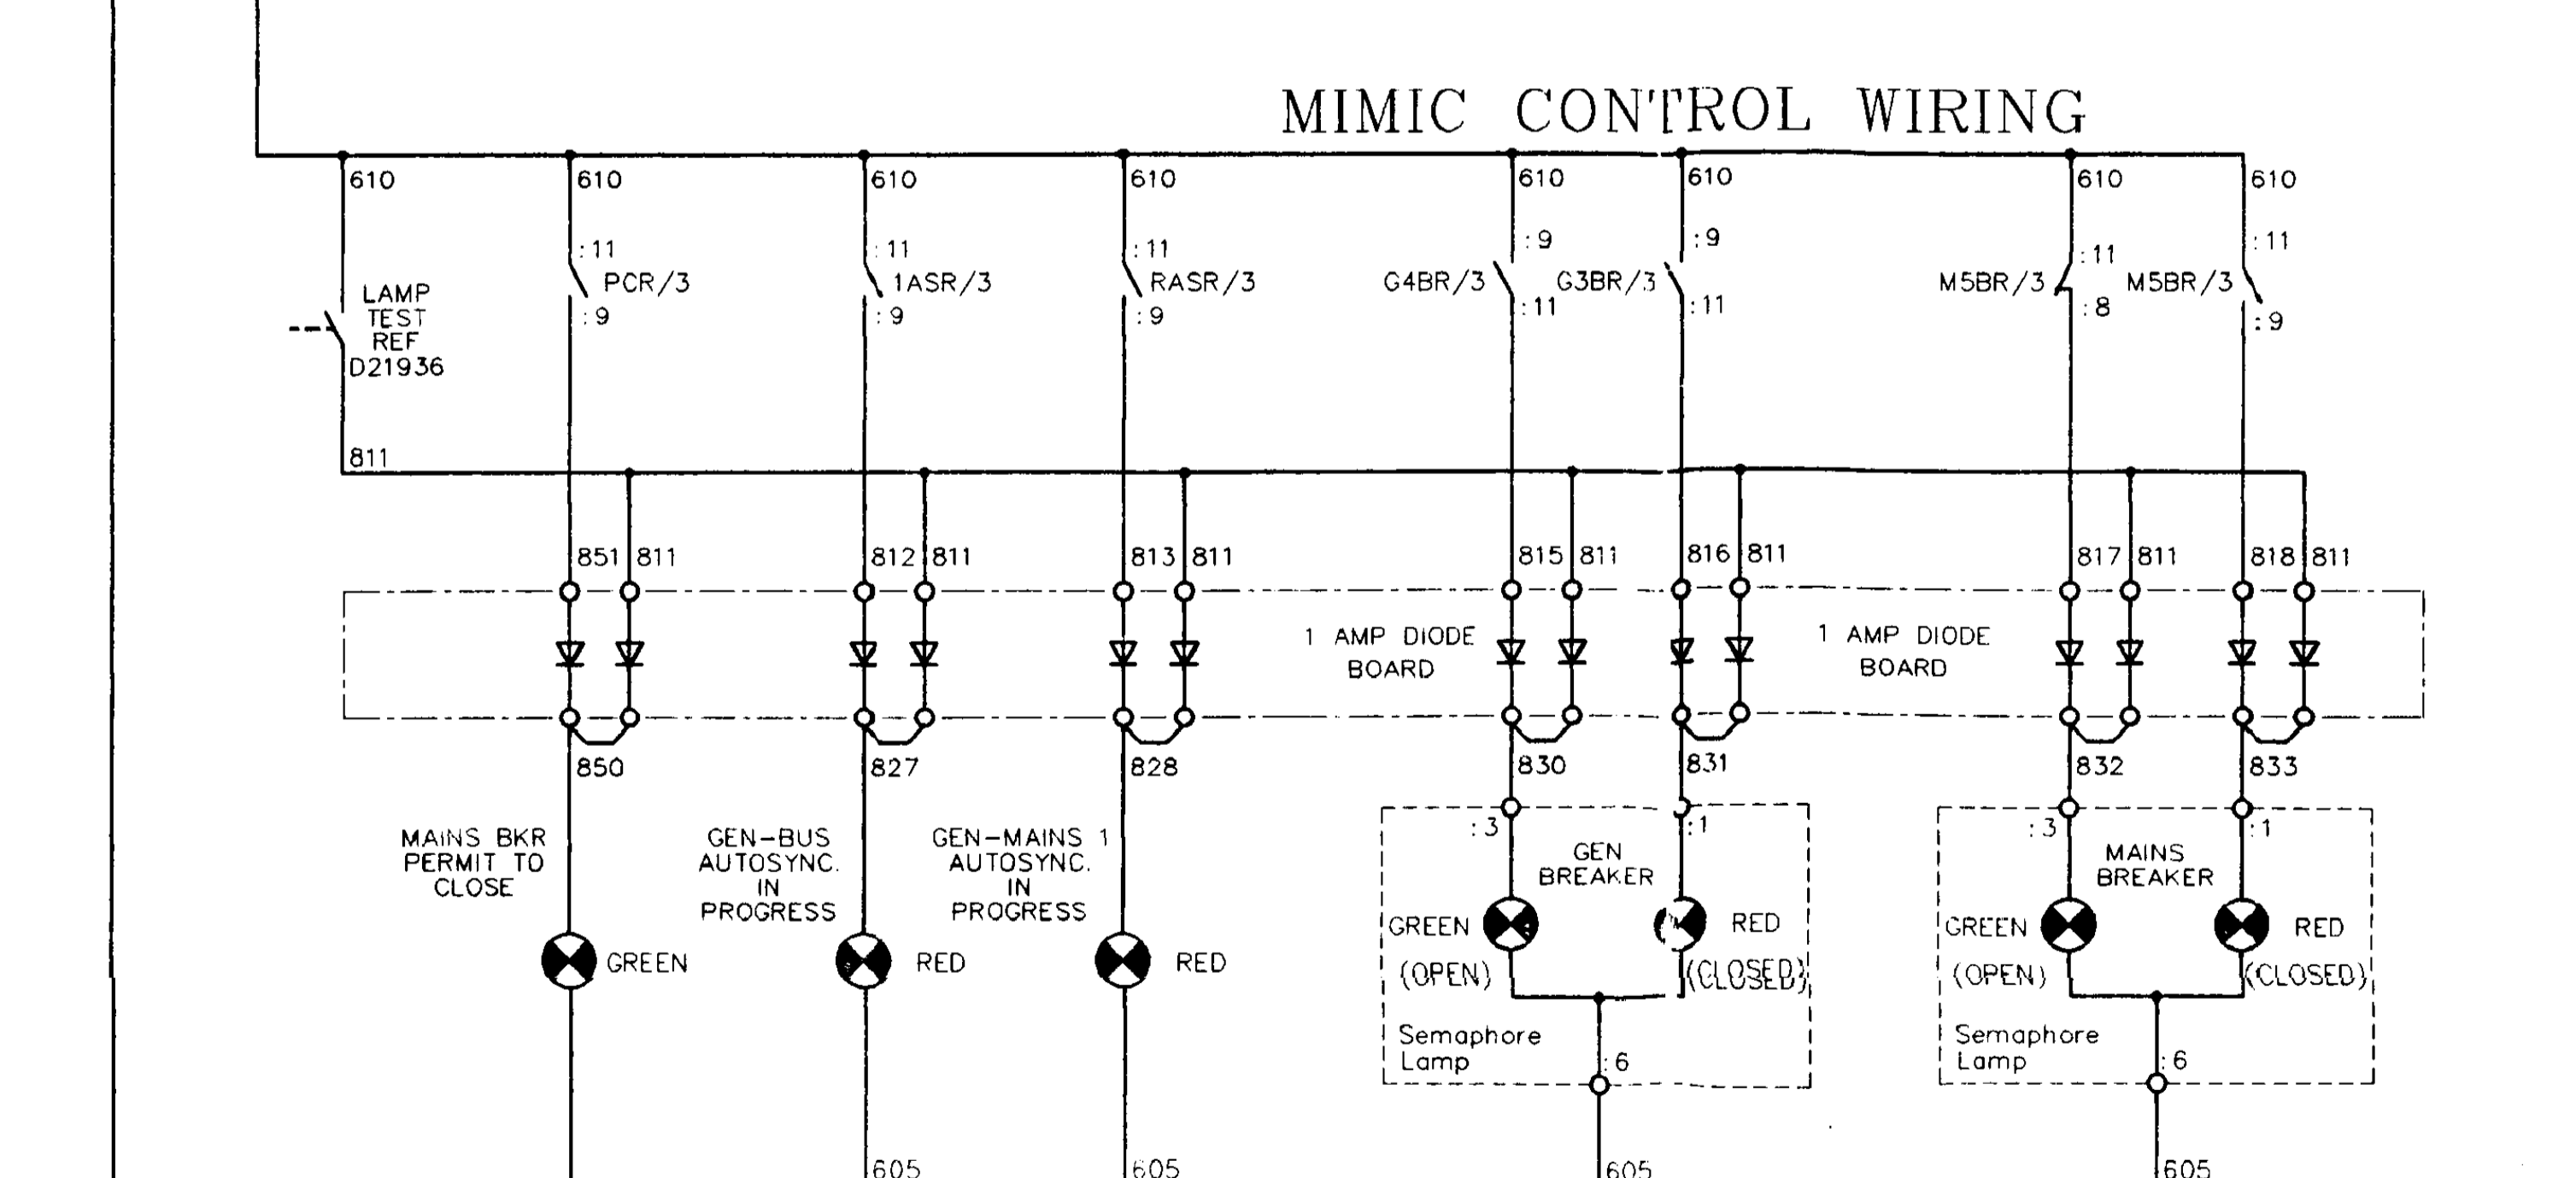 MIMIC CONTROL WIRING
610 610 610 610 610 610 610 610
:11 :11 :11 :9 :9 :11 :11
PCR/3 1ASR/3 RASR/3 G4BR/3 G3BR/3 M5BR/3 M5BR/3
:9 :9 :9 :11 :11 :8 :9
LAMP
TEST
REF
D21936
811
851 811 812 811 813 811 815 811 816 811 817 811 818 811
1 AMP DIODE
BOARD
1 AMP DIODE
BOARD
850 827 828 830 831 832 833
MAINS BKR
PERMIT TO
CLOSE
GREEN
GEN-BUS
AUTOSYNC.
IN
PROGRESS
RED
GEN-MAINS 1
AUTOSYNC.
IN
PROGRESS
RED
:3 :1
GEN
BREAKER
GREEN RED
(OPEN) (CLOSED)
Semaphore
Lamp
:6
:3 :1
MAINS
BREAKER
GREEN RED
(OPEN) (CLOSED)
Semaphore
Lamp
:6
605 605 605 605